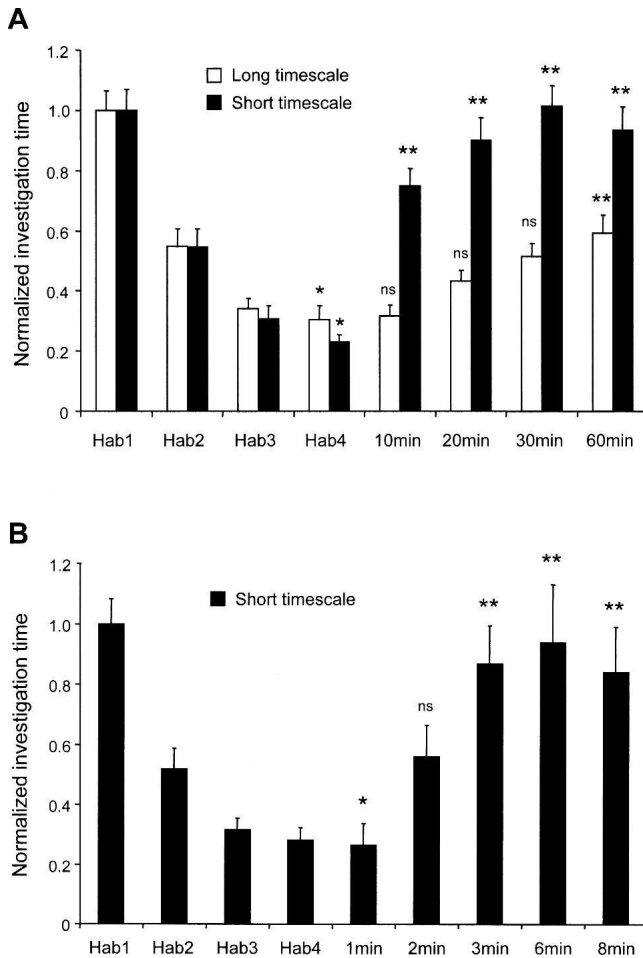 A
Normalized investigation time
1.2
1.0
0.8
0.6
0.4
0.2
0
Long timescale
Short timescale
*
*
ns
**
ns
**
ns
**
**
**
Hab1 Hab2 Hab3 Hab4 10min 20min 30min 60min
B
Normalized investigation time
1.2
1.0
0.8
0.6
0.4
0.2
0
Short timescale
*
ns
**
**
**
Hab1 Hab2 Hab3 Hab4 1min 2min 3min 6min 8min